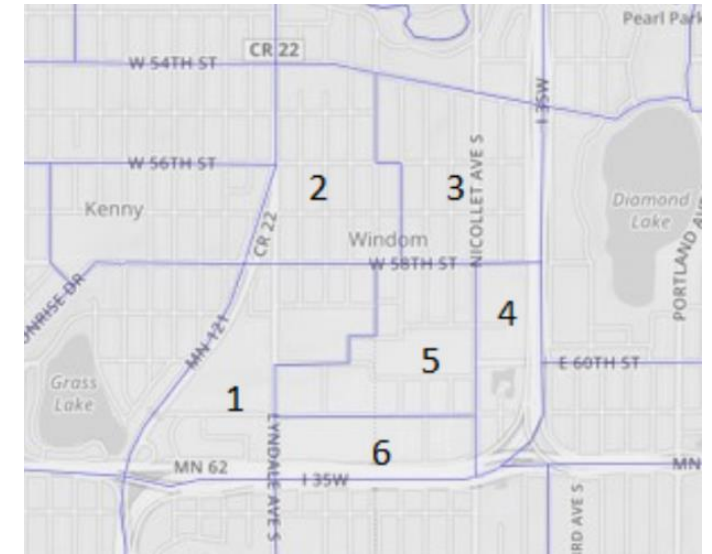 Pearl Park
CR 22
W 54TH ST
I 35W
W 56TH ST
2
3
Kenny
NICOLLET AVE S
Diamond
Lake
PORTLAND AVE
CR 22
Windom
W 58TH ST
UNRISE DR
MN 121
4
5
E 60TH ST
Grass
Lake
1
LYNDALE AVE S
6
MN 62
I 35W
MN
RD AVE S